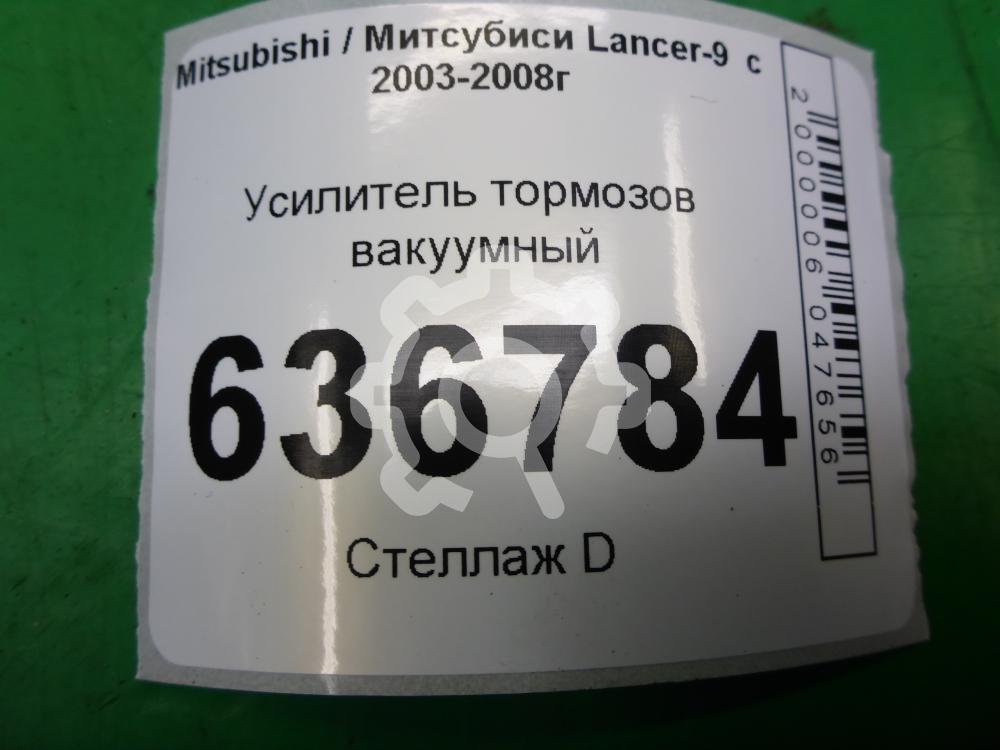 Mitsubishi / Митсубиси Lancer-9 с
2003-2008г
Усилитель тормозов
вакуумный
636784
Стеллаж D
2000006047656